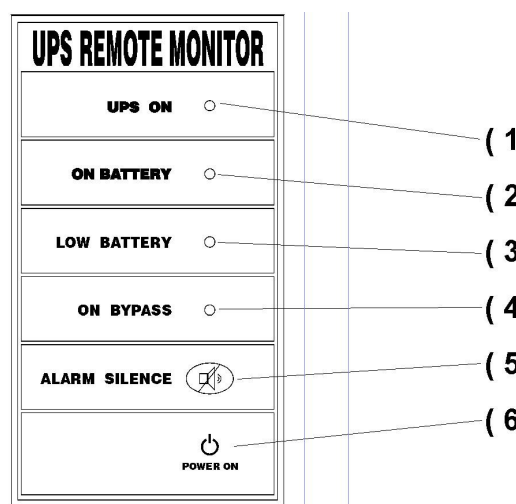 UPS REMOTE MONITOR
UPS ON
( 1
ON BATTERY
( 2
LOW BATTERY
( 3
ON BYPASS
( 4
ALARM SILENCE
( 5
( 6
POWER ON